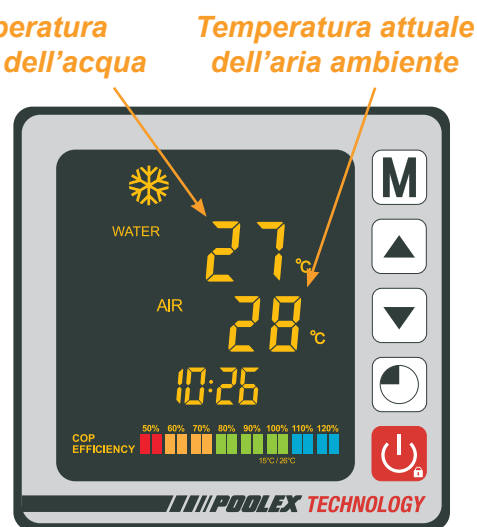 Temperatura attuale
dell'acqua
dell'aria ambiente
WATER
27 °C
AIR
28 °C
10:26
50% 60% 70% 80% 90% 100% 110% 120%
COP
EFFICIENCY
15°C / 26°C
M
POOLEX TECHNOLOGY